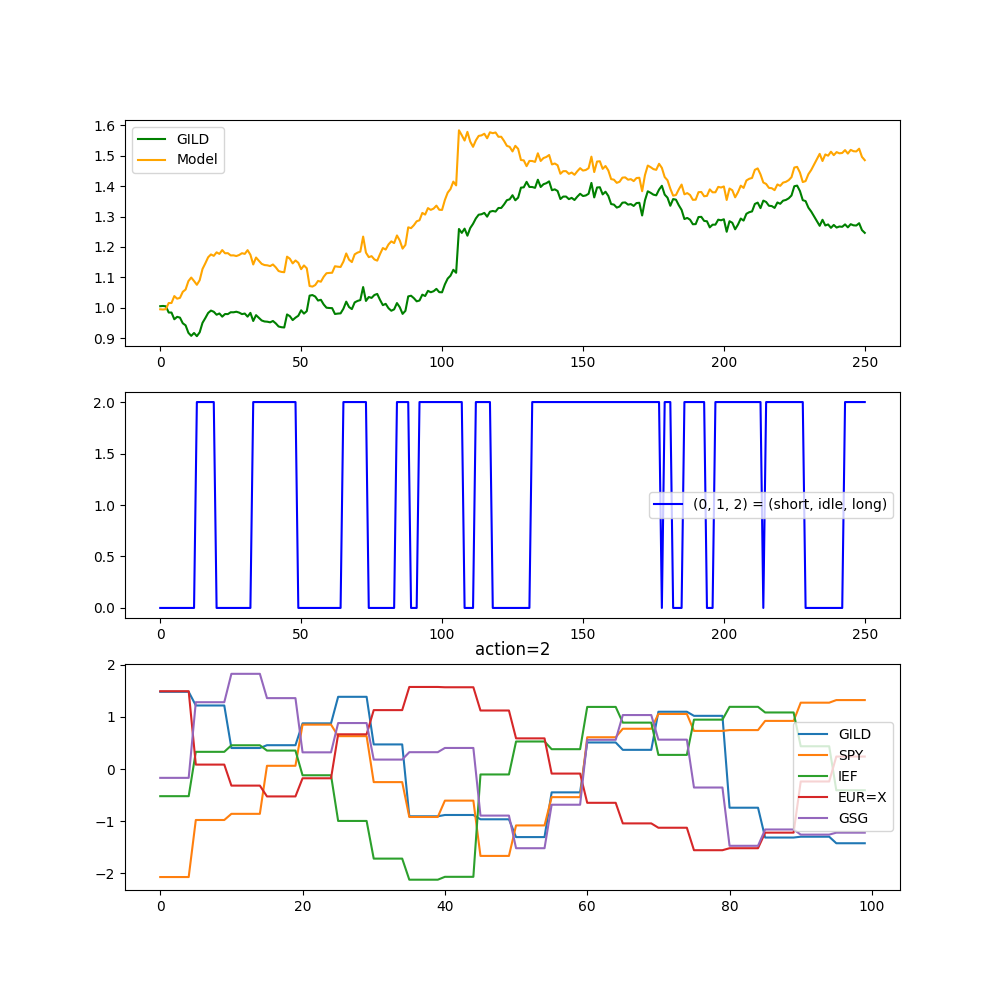 1.6
1.5
1.4
1.3
1.2
1.1
1.0
0.9
GILD
Model
0 50 100 150 200 250
2.0
1.5
1.0
0.5
0.0
(0, 1, 2) = (short, idle, long)
0 50 100 150 200 250
action=2
2
1
0
−1
−2
GILD
SPY
IEF
EUR=X
GSG
0 20 40 60 80 100